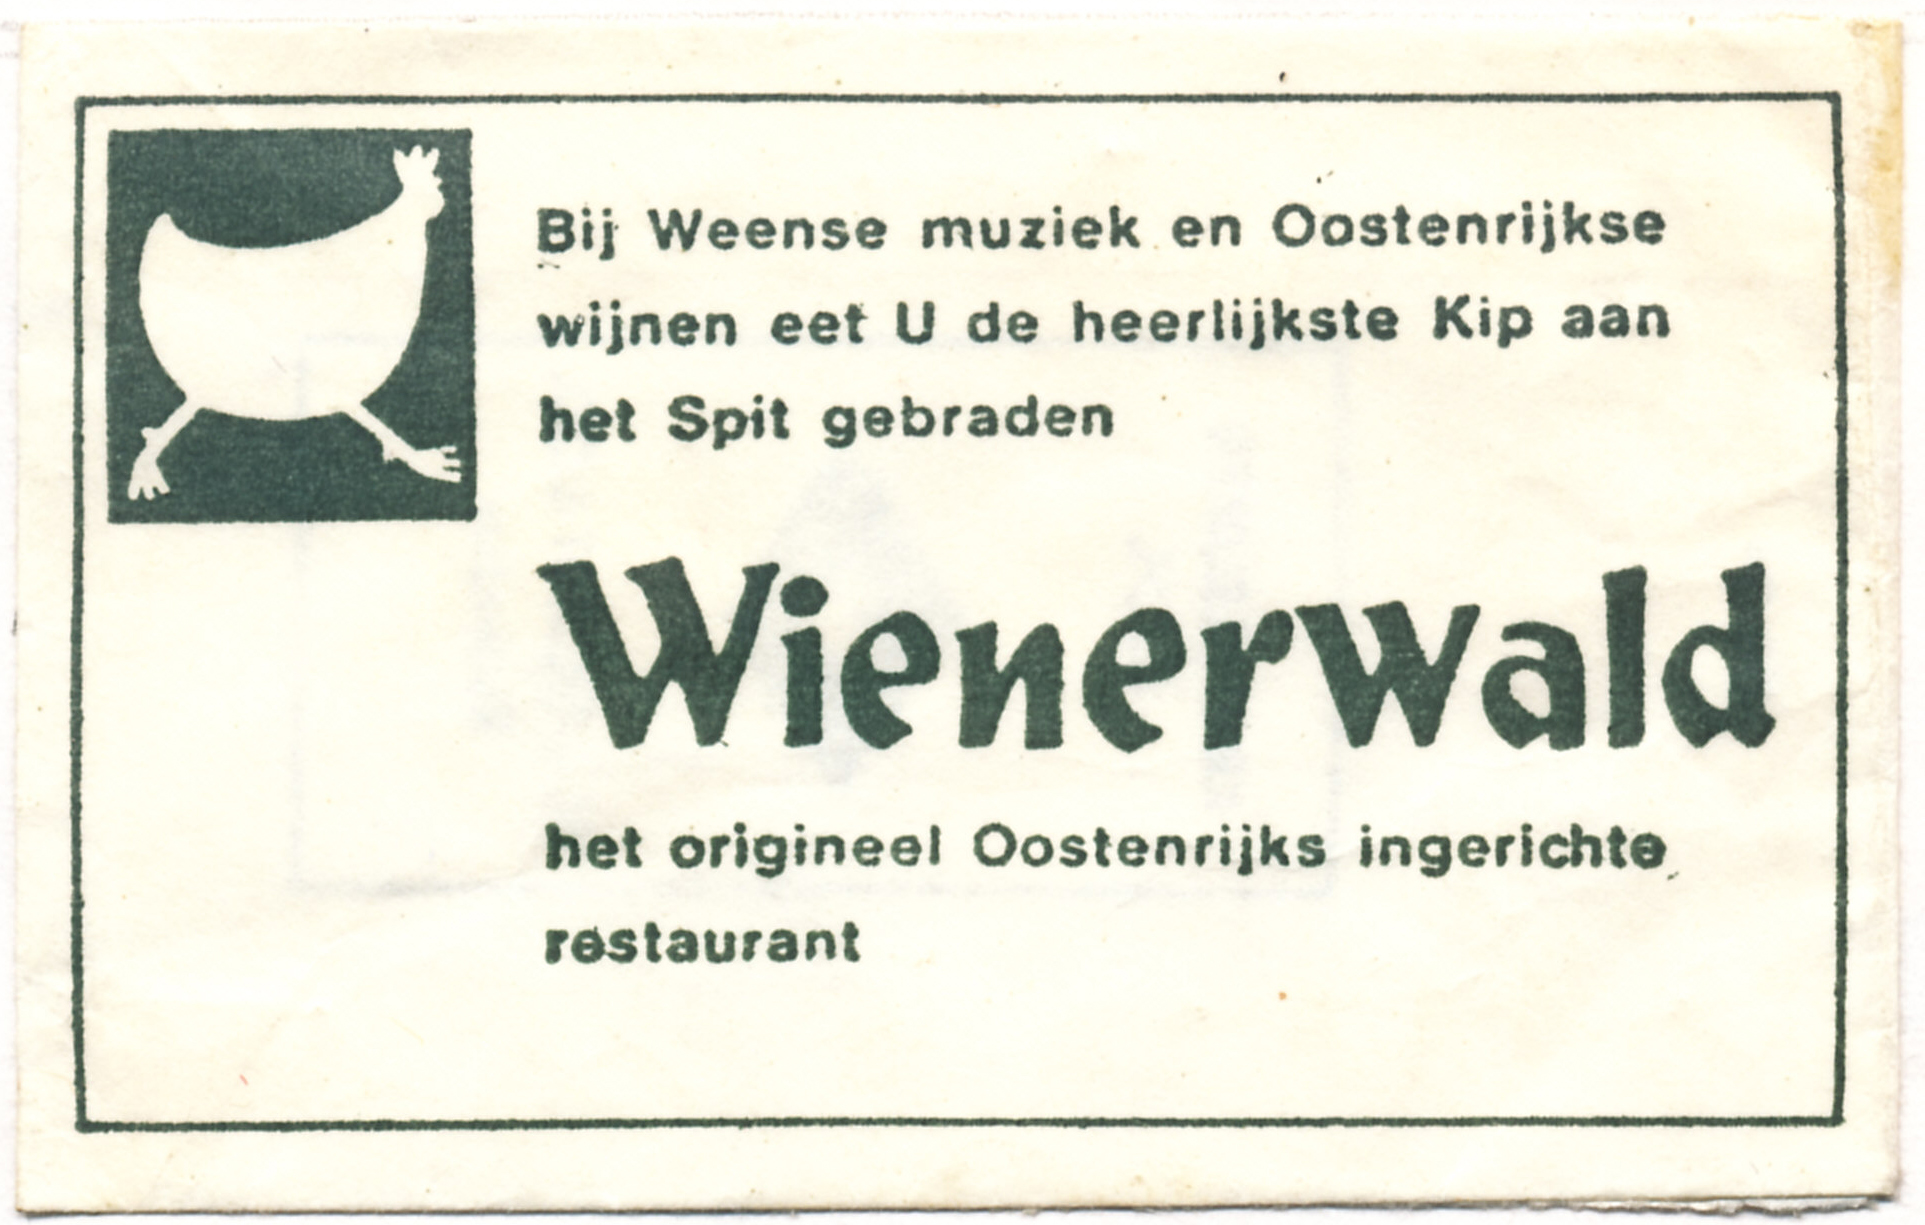 Bij Weense muziek en Oostenrijkse
wijnen eet U de heerlijkste Kip aan
het Spit gebraden
Wienerwald
het origineel Oostenrijks ingerichte
restaurant